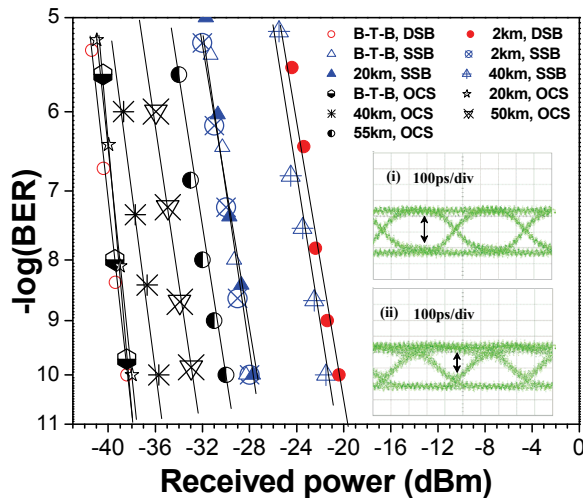 5
6
7
8
9
10
11
-log(BER)
B-T-B, DSB 2km, DSB
B-T-B, SSB 2km, SSB
20km, SSB 40km, SSB
B-T-B, OCS 20km, OCS
40km, OCS 50km, OCS
55km, OCS
(i) 100ps/div
(ii) 100ps/div
-40 -36 -32 -28 -24 -20 -16 -12 -8 -4 0
Received power (dBm)